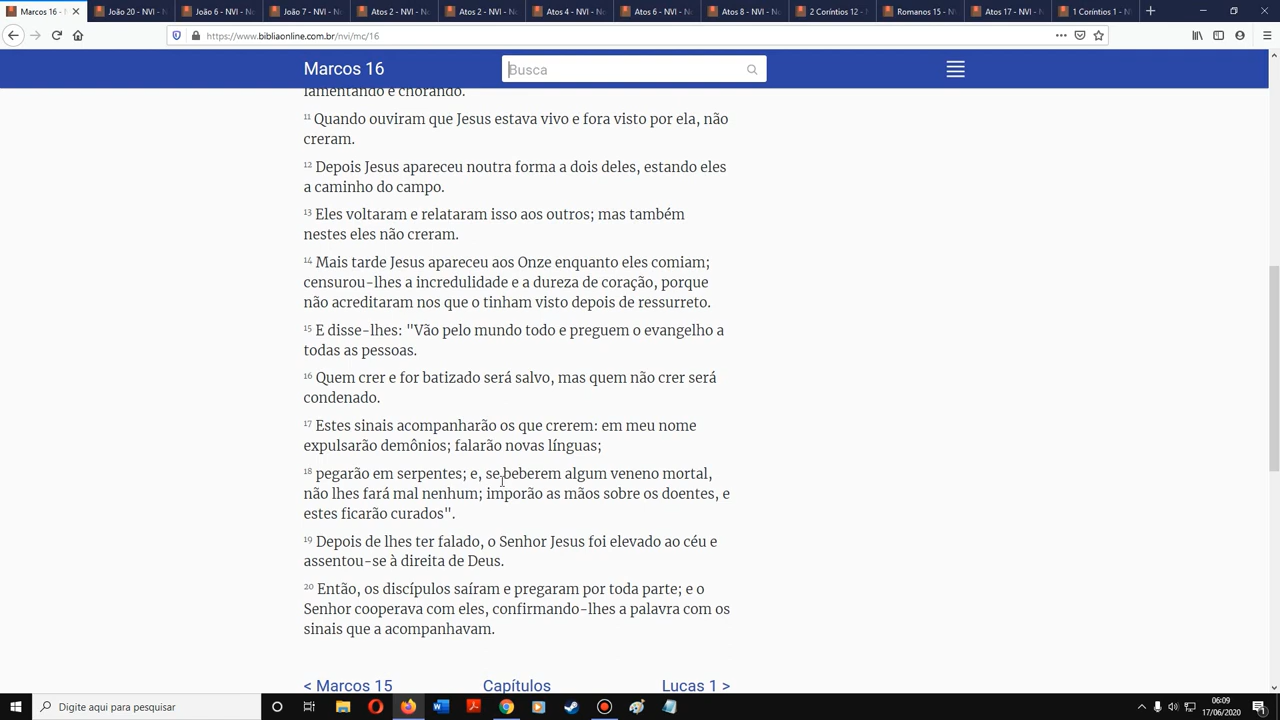 Marcos 16 -
João 20 - NVI -
João 6 - NVI -
João 7 - NVI -
Atos 2 - NVI - N
Atos 2 - NVI - N
Atos 4 - NVI - N
Atos 6 - NVI - N
Atos 8 - NVI - N
2 Coríntios 12 -
Romanos 15 - N
Atos 17 - NVI -
1 Coríntios 1 -
https://www.bibliaonline.com.br/nvi/mc/16
Marcos 16
Busca
lamentando e chorando.
11 Quando ouviram que Jesus estava vivo e fora visto por ela, não
creram.
12 Depois Jesus apareceu noutra forma a dois deles, estando eles
a caminho do campo.
13 Eles voltaram e relataram isso aos outros; mas também
nestes eles não creram.
14 Mais tarde Jesus apareceu aos Onze enquanto eles comiam;
censurou-lhes a incredulidade e a dureza de coração, porque
não acreditaram nos que o tinham visto depois de ressurreto.
15 E disse-lhes: "Vão pelo mundo todo e preguem o evangelho a
todas as pessoas.
16 Quem crer e for batizado será salvo, mas quem não crer será
condenado.
17 Estes sinais acompanharão os que crerem: em meu nome
expulsarão demônios; falarão novas línguas;
18 pegarão em serpentes; e, se beberem algum veneno mortal,
não lhes fará mal nenhum; imporão as mãos sobre os doentes, e
estes ficarão curados".
19 Depois de lhes ter falado, o Senhor Jesus foi elevado ao céu e
assentou-se à direita de Deus.
20 Então, os discípulos saíram e pregaram por toda parte; e o
Senhor cooperava com eles, confirmando-lhes a palavra com os
sinais que a acompanhavam.
< Marcos 15
Capítulos
Lucas 1 >
Digite aqui para pesquisar
06:09
17/06/2020